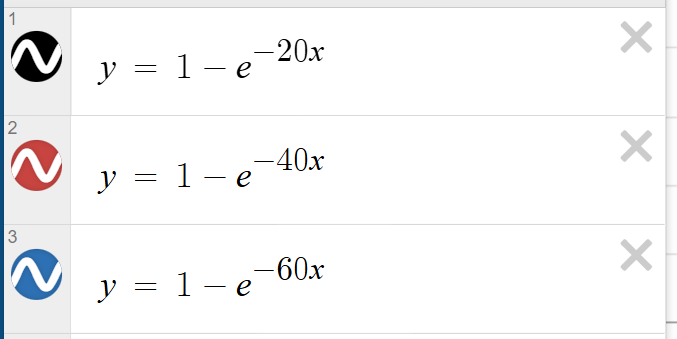 1
y = 1 − e^{−20x}
2
y = 1 − e^{−40x}
3
y = 1 − e^{−60x}